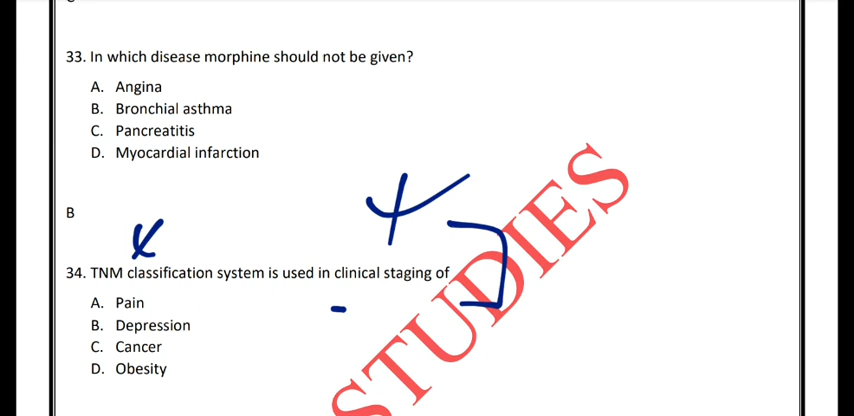 33. In which disease morphine should not be given?
A. Angina
B. Bronchial asthma
C. Pancreatitis
D. Myocardial infarction
B
34. TNM classification system is used in clinical staging of
A. Pain
B. Depression
C. Cancer
D. Obesity
STUDIES